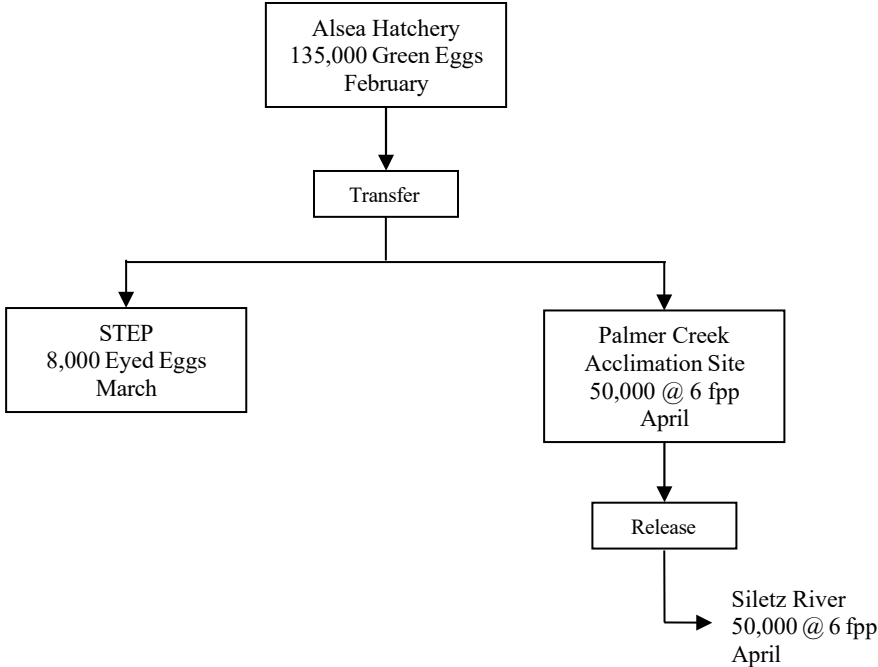 Alsea Hatchery
135,000 Green Eggs
February
Transfer
STEP
8,000 Eyed Eggs
March
Palmer Creek
Acclimation Site
50,000 @ 6 fpp
April
Release
Siletz River
50,000 @ 6 fpp
April